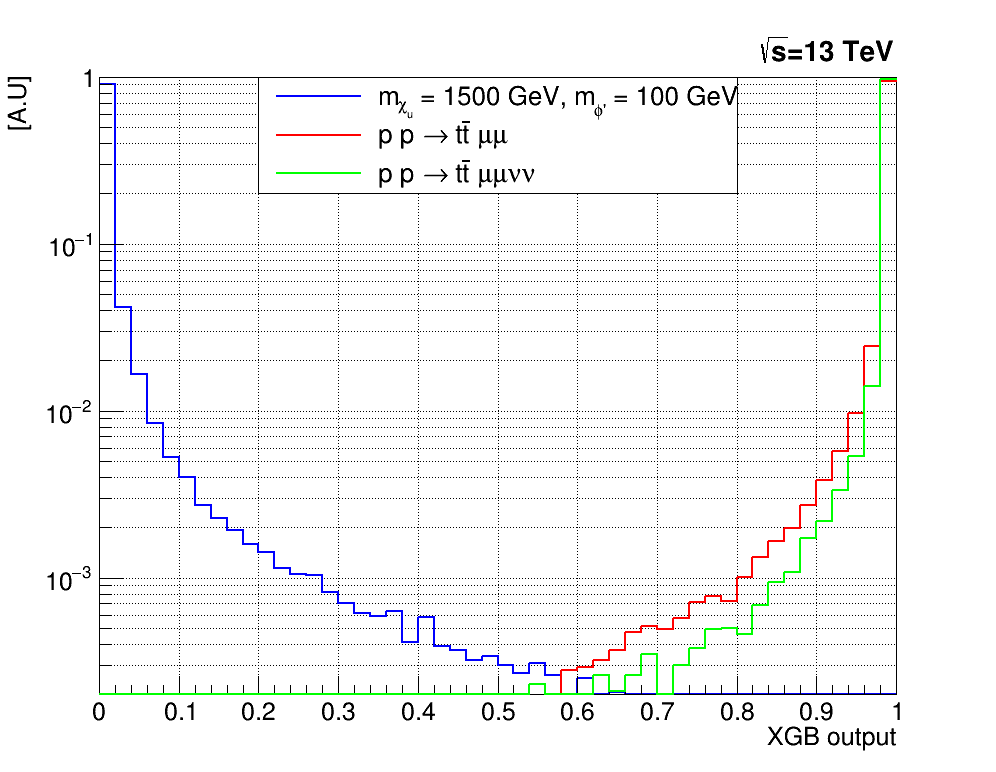 √s=13 TeV
[A.U]
m_χ_u = 1500 GeV, m_ϕ' = 100 GeV
p p → tt̄ μμ
p p → tt̄ μμνν
1
10⁻¹
10⁻²
10⁻³
0 0.1 0.2 0.3 0.4 0.5 0.6 0.7 0.8 0.9 1
XGB output